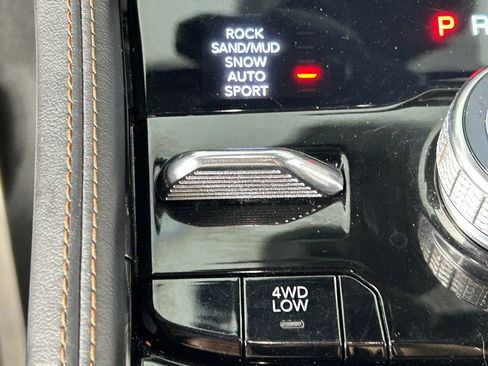 ROCK
SAND/MUD
SNOW
AUTO
SPORT
P R
4WD
LOW